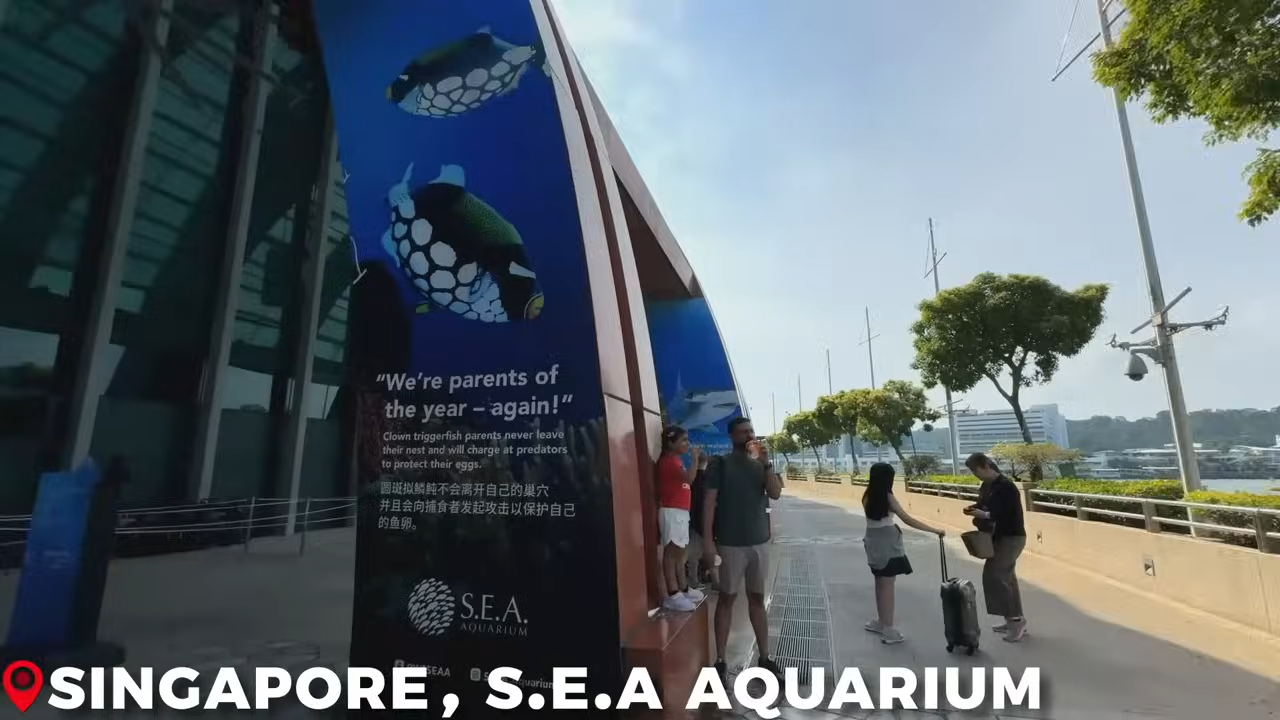 “We’re parents of
the year – again!”
Clown triggerfish parents never leave
their nest and will charge at predators
to protect their eggs.
圆斑拟鳞鲀不会离开自己的巢穴
并且会向捕食者发起攻击以保护自己
的鱼卵。
S.E.A.
AQUARIUM
SINGAPORE, S.E.A AQUARIUM